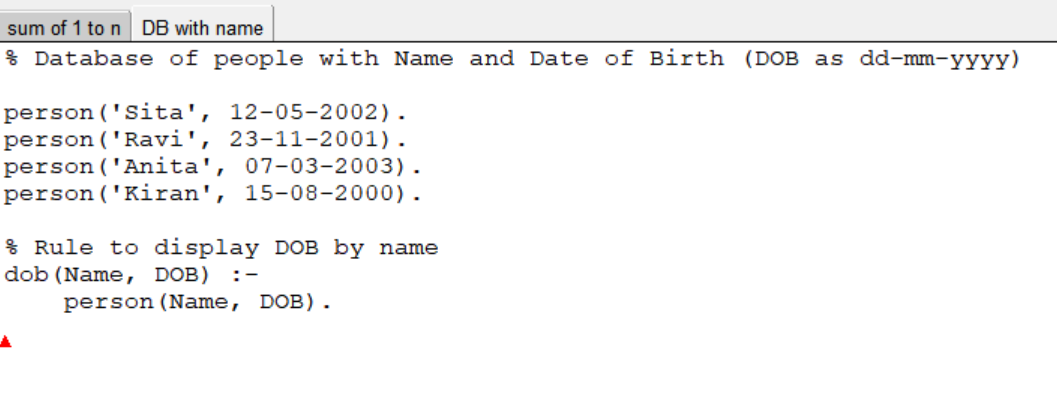 sum of 1 to n DB with name
% Database of people with Name and Date of Birth (DOB as dd-mm-yyyy)
person('Sita', 12-05-2002).
person('Ravi', 23-11-2001).
person('Anita', 07-03-2003).
person('Kiran', 15-08-2000).
% Rule to display DOB by name
dob(Name, DOB) :-
    person(Name, DOB).